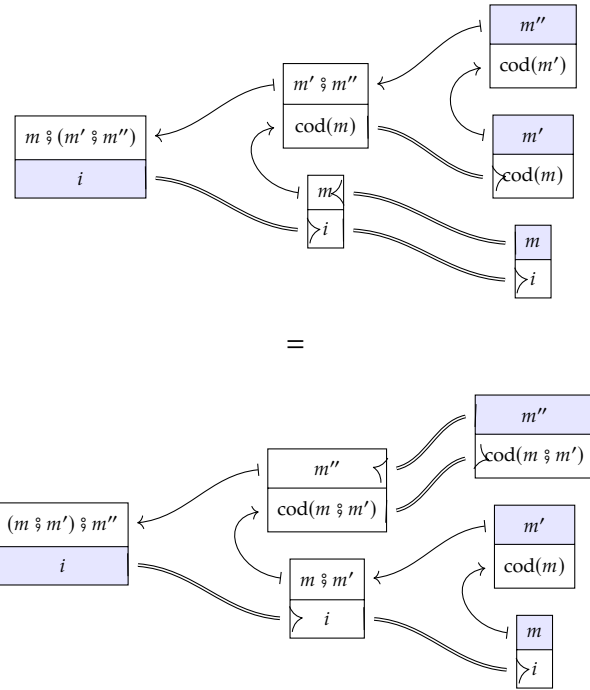 m″
cod(m′)
m′ ⨟ m″
cod(m)
m ⨟ (m′ ⨟ m″)
i
m′
cod(m)
m
i
m
i
=
m″
cod(m ⨟ m′)
m″
cod(m ⨟ m′)
(m ⨟ m′) ⨟ m″
i
m′
cod(m)
m ⨟ m′
i
m
i